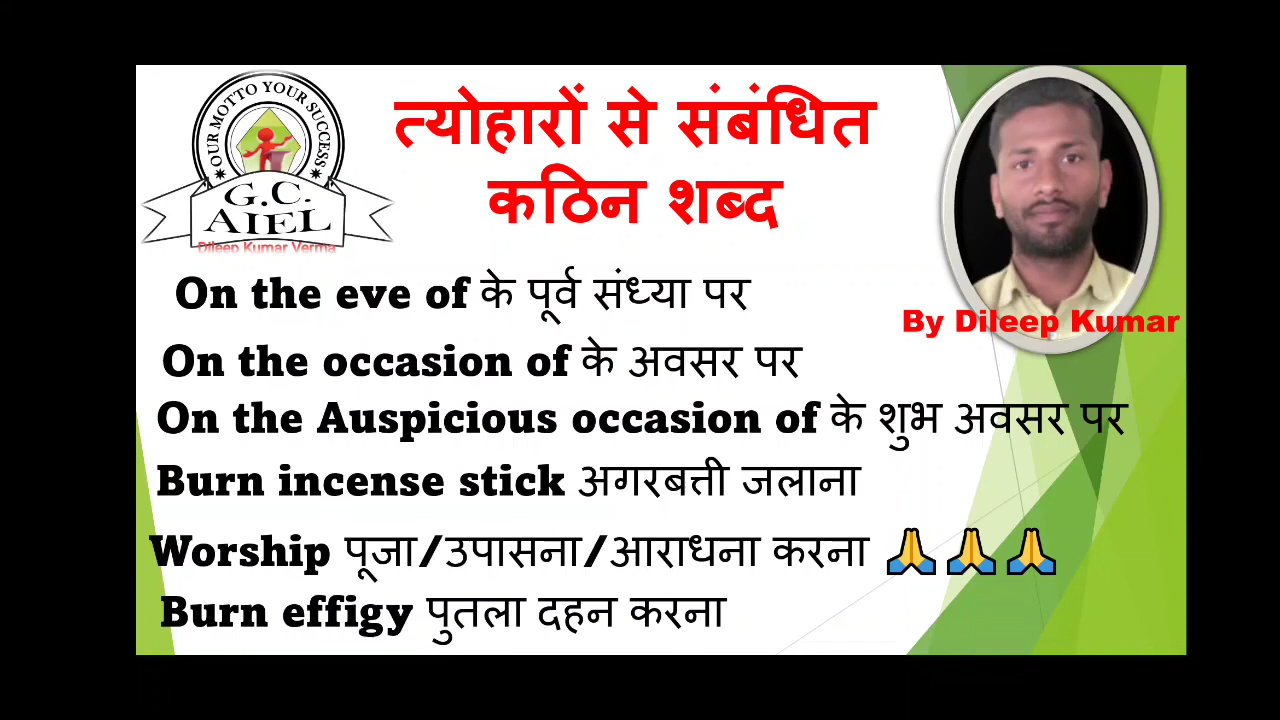 OUR MOTTO YOUR SUCCESS
G.C.
AIEL
Dileep Kumar Verma
त्योहारों से संबंधित
कठिन शब्द
By Dileep Kumar
On the eve of के पूर्व संध्या पर
On the occasion of के अवसर पर
On the Auspicious occasion of के शुभ अवसर पर
Burn incense stick अगरबत्ती जलाना
Worship पूजा/उपासना/आराधना करना 🙏🙏🙏
Burn effigy पुतला दहन करना